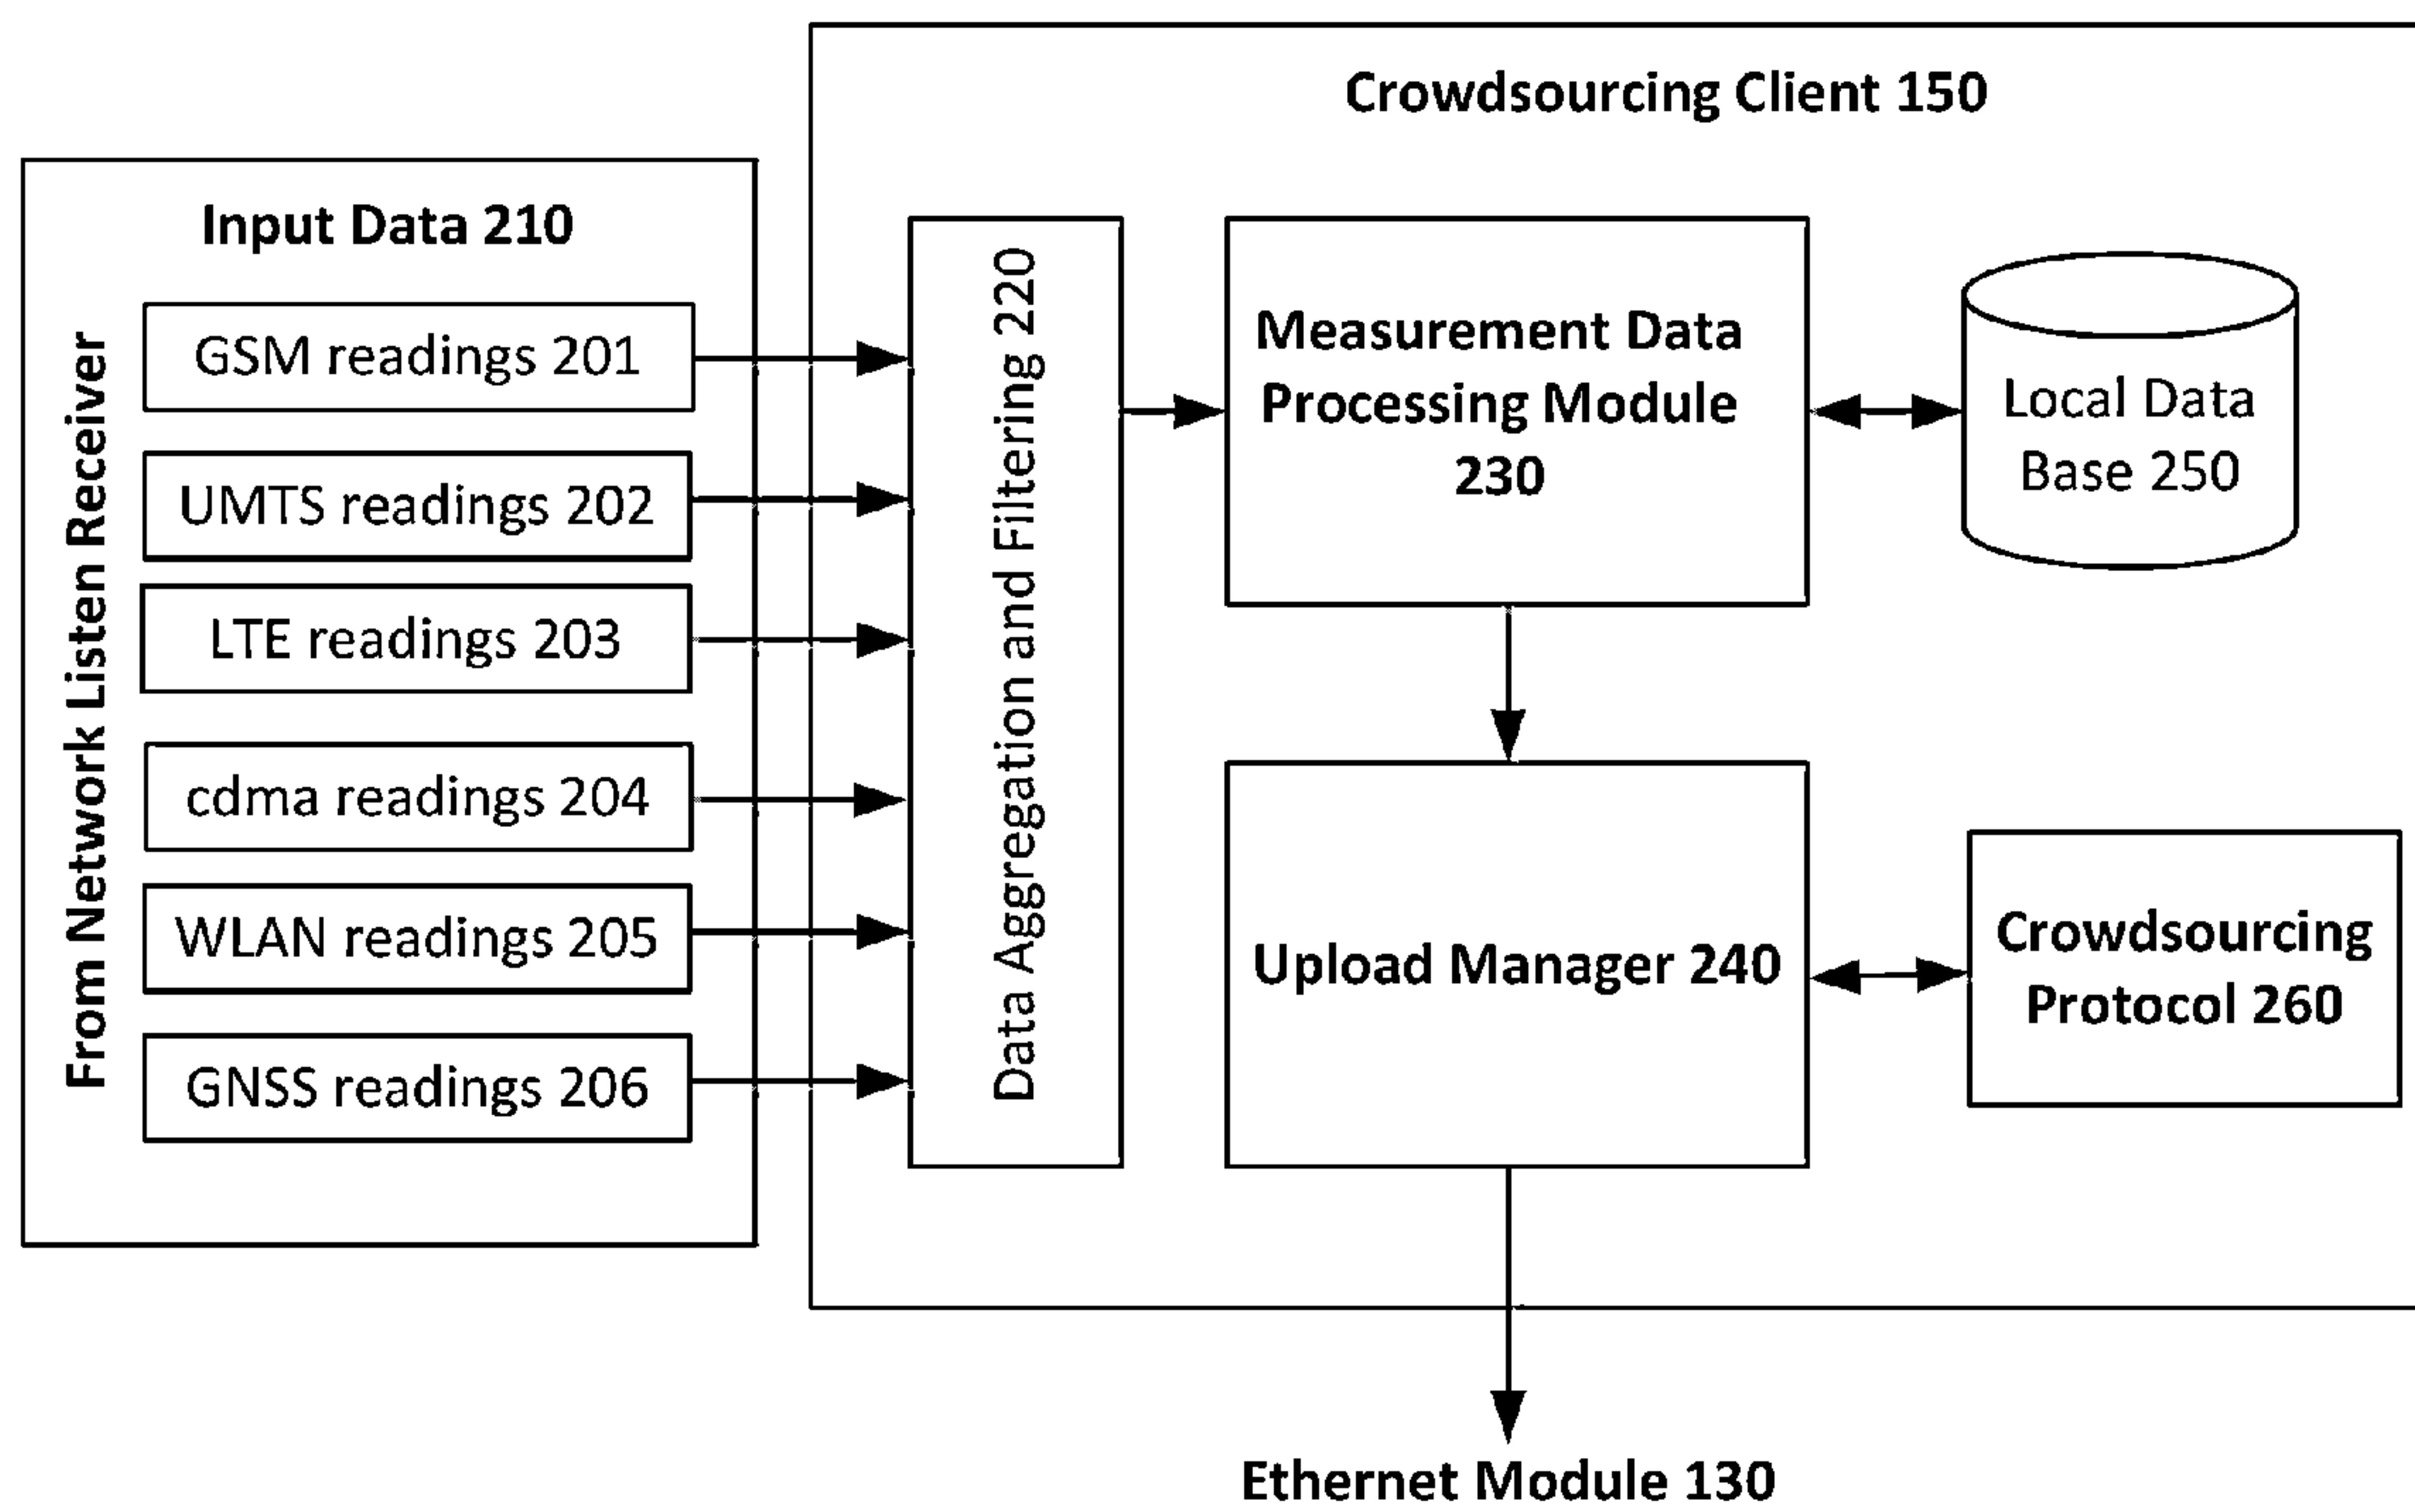 Crowdsourcing Client 150
Input Data 210
From Network Listen Receiver
GSM readings 201
UMTS readings 202
LTE readings 203
cdma readings 204
WLAN readings 205
GNSS readings 206
Data Aggregation and Filtering 220
Measurement Data
Processing Module
230
Local Data
Base 250
Upload Manager 240
Crowdsourcing
Protocol 260
Ethernet Module 130